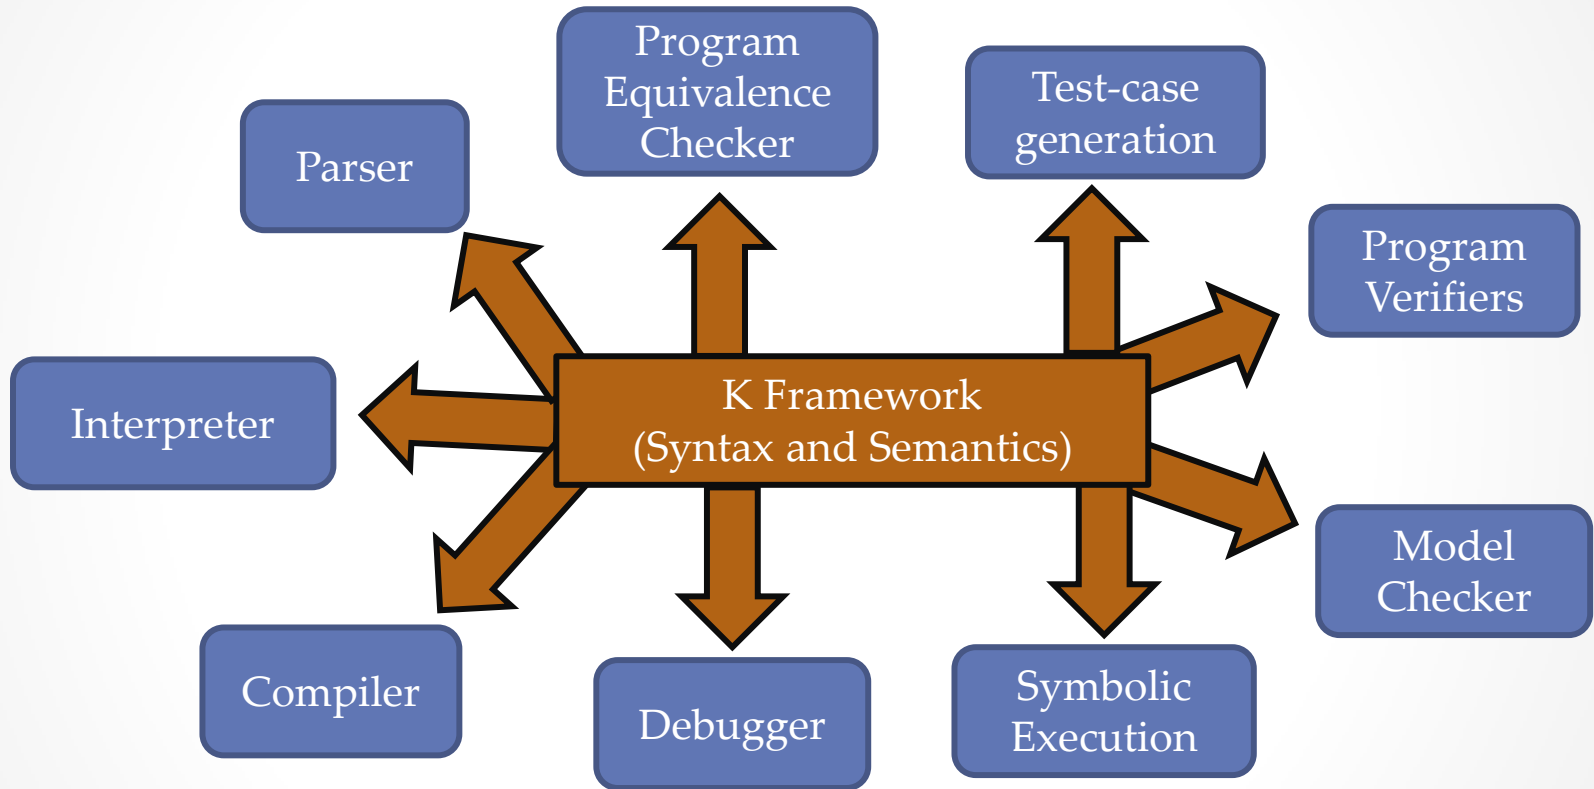 Program
Equivalence
Checker
Test-case
generation
Parser
Program
Verifiers
Interpreter
K Framework
(Syntax and Semantics)
Model
Checker
Compiler
Debugger
Symbolic
Execution